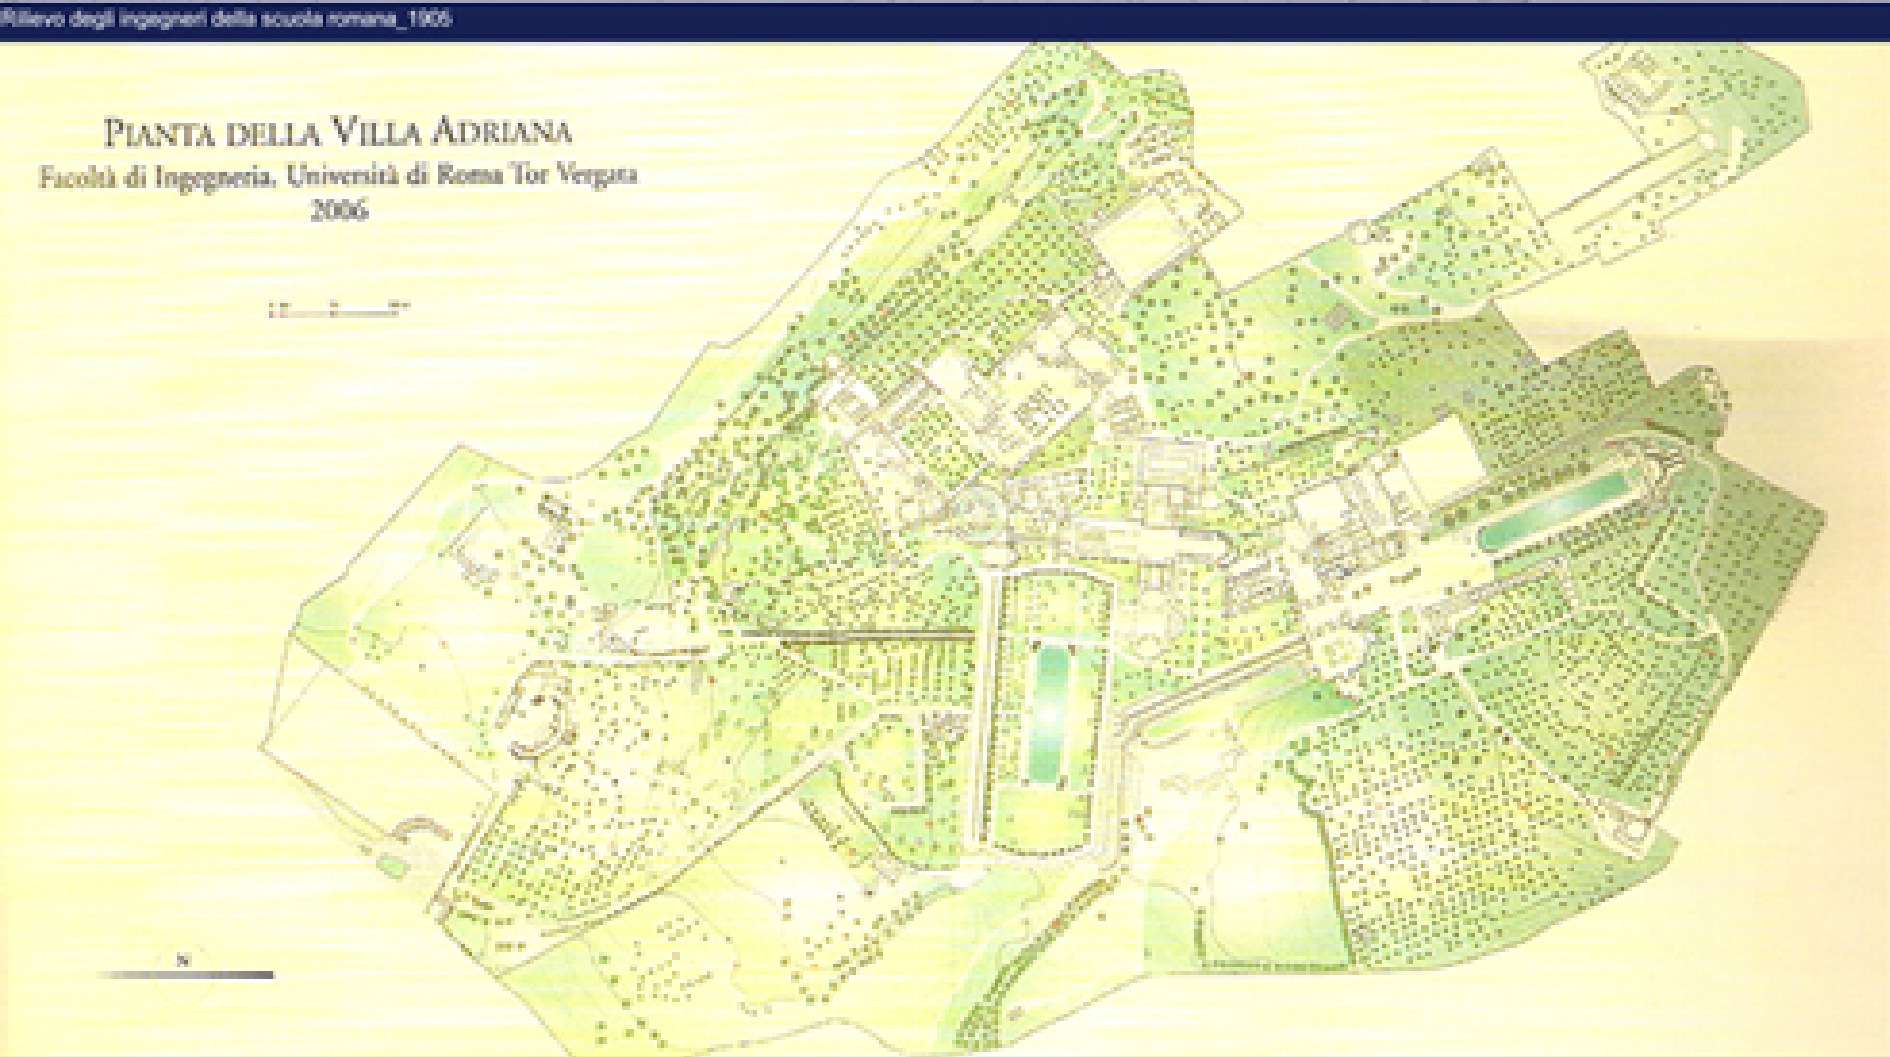 Rilievo degli ingegneri della scuola romana_1905
PIANTA DELLA VILLA ADRIANA
Facoltà di Ingegneria, Università di Roma Tor Vergata
2006
N